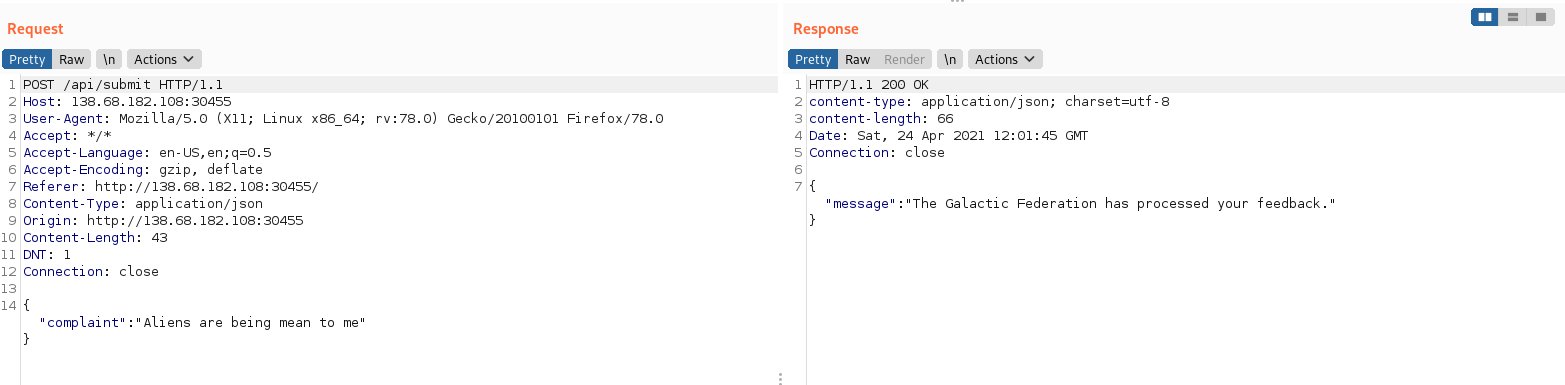 Request
Pretty Raw \n Actions
1 POST /api/submit HTTP/1.1
2 Host: 138.68.182.108:30455
3 User-Agent: Mozilla/5.0 (X11; Linux x86_64; rv:78.0) Gecko/20100101 Firefox/78.0
4 Accept: */*
5 Accept-Language: en-US,en;q=0.5
6 Accept-Encoding: gzip, deflate
7 Referer: http://138.68.182.108:30455/
8 Content-Type: application/json
9 Origin: http://138.68.182.108:30455
10 Content-Length: 43
11 DNT: 1
12 Connection: close
13
14 {
"complaint":"Aliens are being mean to me"
}
Response
Pretty Raw Render \n Actions
1 HTTP/1.1 200 OK
2 content-type: application/json; charset=utf-8
3 content-length: 66
4 Date: Sat, 24 Apr 2021 12:01:45 GMT
5 Connection: close
6
7 {
"message":"The Galactic Federation has processed your feedback."
}